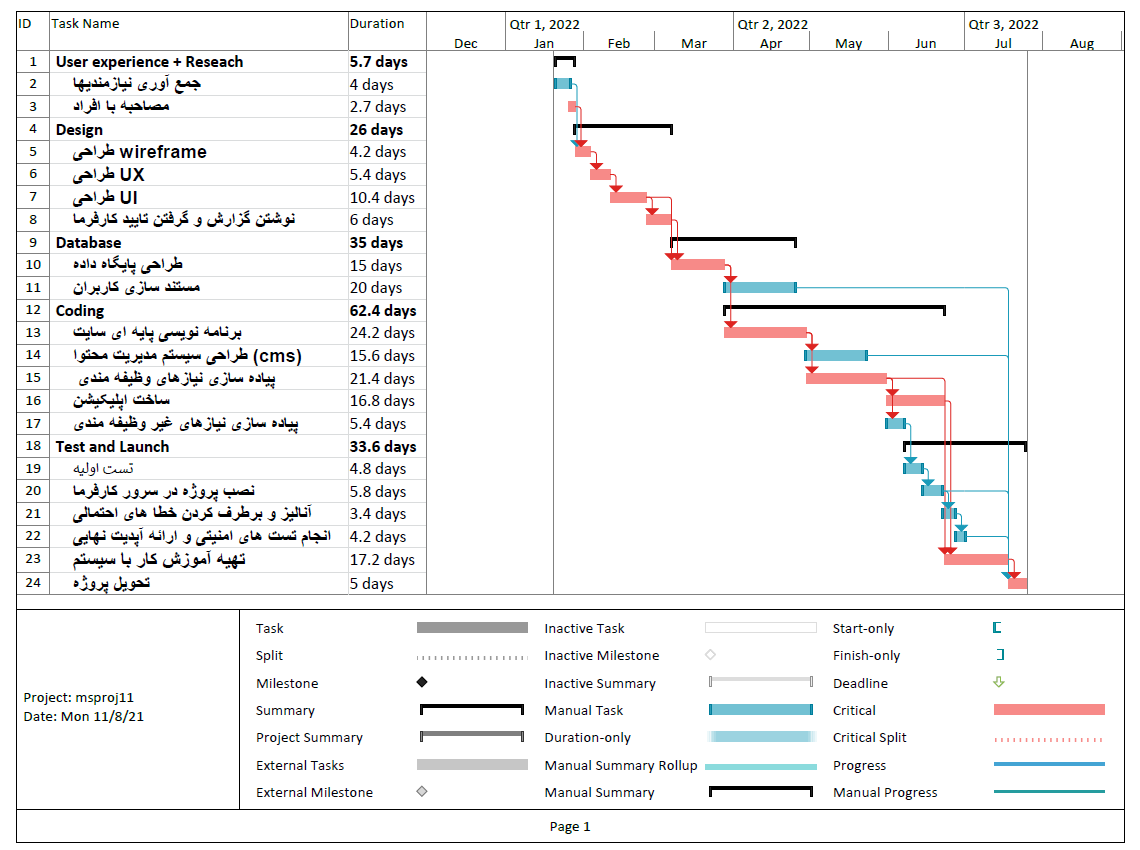 ID Task Name Duration Qtr 1, 2022 Qtr 2, 2022 Qtr 3, 2022
Dec Jan Feb Mar Apr May Jun Jul Aug
1 User experience + Reseach 5.7 days
2 جمع آوری نیازمندیها 4 days
3 مصاحبه با افراد 2.7 days
4 Design 26 days
5 طراحی wireframe 4.2 days
6 طراحی UX 5.4 days
7 طراحی UI 10.4 days
8 نوشتن گزارش و گرفتن تایید کارفرما 6 days
9 Database 35 days
10 طراحی پایگاه داده 15 days
11 مستند سازی کاربران 20 days
12 Coding 62.4 days
13 برنامه نویسی پایه ای سایت 24.2 days
14 طراحی سیستم مدیریت محتوا (cms) 15.6 days
15 پیاده سازی نیازهای وظیفه مندی 21.4 days
16 ساخت اپلیکیشن 16.8 days
17 پیاده سازی نیازهای غیر وظیفه مندی 5.4 days
18 Test and Launch 33.6 days
19 تست اولیه 4.8 days
20 نصب پروژه در سرور کارفرما 5.8 days
21 آنالیز و برطرف کردن خطا های احتمالی 3.4 days
22 انجام تست های امنیتی و ارائه آپدیت نهایی 4.2 days
23 تهیه آموزش کار با سیستم 17.2 days
24 تحویل پروژه 5 days
Project: msproj11
Date: Mon 11/8/21
Task Inactive Task Start-only
Split Inactive Milestone Finish-only
Milestone Inactive Summary Deadline
Summary Manual Task Critical
Project Summary Duration-only Critical Split
External Tasks Manual Summary Rollup Progress
External Milestone Manual Summary Manual Progress
Page 1